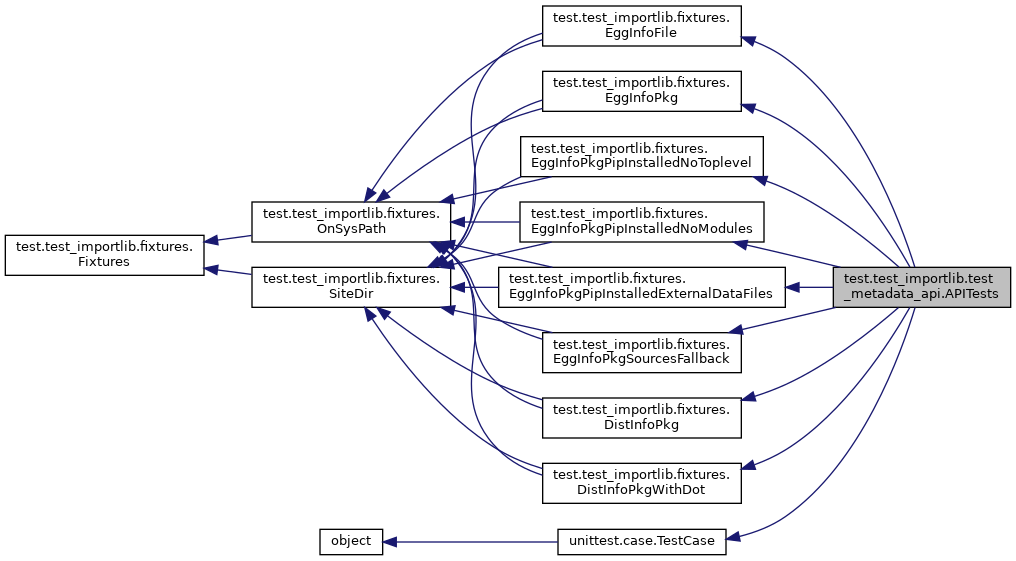 test.test_importlib.fixtures.
EggInfoFile
test.test_importlib.fixtures.
EggInfoPkg
test.test_importlib.fixtures.
EggInfoPkgPipInstalledNoToplevel
test.test_importlib.fixtures.
OnSysPath
test.test_importlib.fixtures.
EggInfoPkgPipInstalledNoModules
test.test_importlib.fixtures.
Fixtures
test.test_importlib.fixtures.
SiteDir
test.test_importlib.fixtures.
EggInfoPkgPipInstalledExternalDataFiles
test.test_importlib.test
_metadata_api.APITests
test.test_importlib.fixtures.
EggInfoPkgSourcesFallback
test.test_importlib.fixtures.
DistInfoPkg
test.test_importlib.fixtures.
DistInfoPkgWithDot
object
unittest.case.TestCase